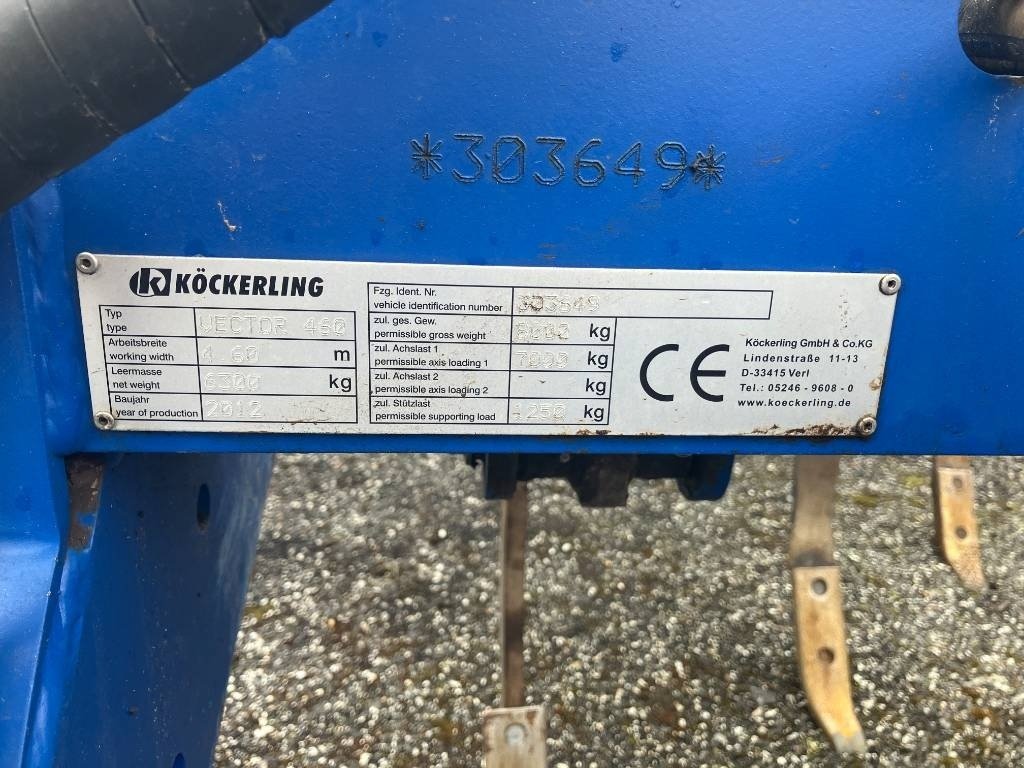 *303649*
KÖCKERLING
Typ
type
VECTOR 460
Arbeitsbreite
working width
4.60 m
Leermasse
net weight
6300 kg
Baujahr
year of production
2012
Fzg. Ident. Nr.
vehicle identification number
303649
zul. ges. Gew.
permissible gross weight
kg
zul. Achslast 1
permissible axis loading 1
7000 kg
zul. Achslast 2
permissible axis loading 2
kg
zul. Stützlast
permissible supporting load
kg
CE
Köckerling GmbH & Co.KG
Lindenstraße 11-13
D-33415 Verl
Tel.: 05246 - 9608 - 0
www.koeckerling.de